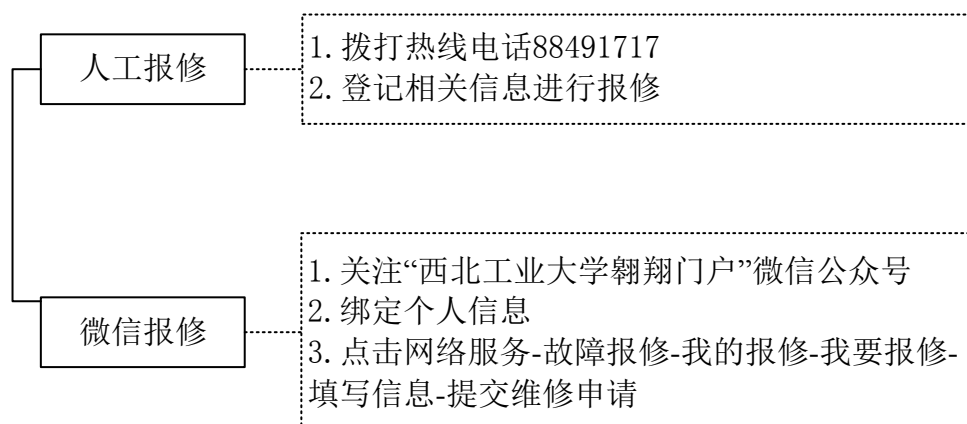 人工报修
1. 拨打热线电话88491717
2. 登记相关信息进行报修
微信报修
1. 关注“西北工业大学翱翔门户”微信公众号
2. 绑定个人信息
3. 点击网络服务-故障报修-我的报修-我要报修-
填写信息-提交维修申请